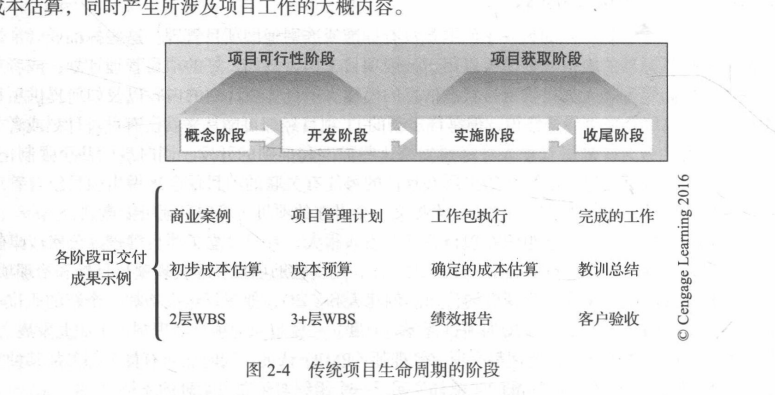 成本估算，同时产生所涉及项目工作的大概内容。
项目可行性阶段 项目获取阶段
概念阶段 开发阶段 实施阶段 收尾阶段
商业案例 项目管理计划 工作包执行 完成的工作
各阶段可交付成果示例
初步成本估算 成本预算 确定的成本估算 教训总结
2层WBS 3+层WBS 绩效报告 客户验收
© Cengage Learning 2016
图 2-4 传统项目生命周期的阶段